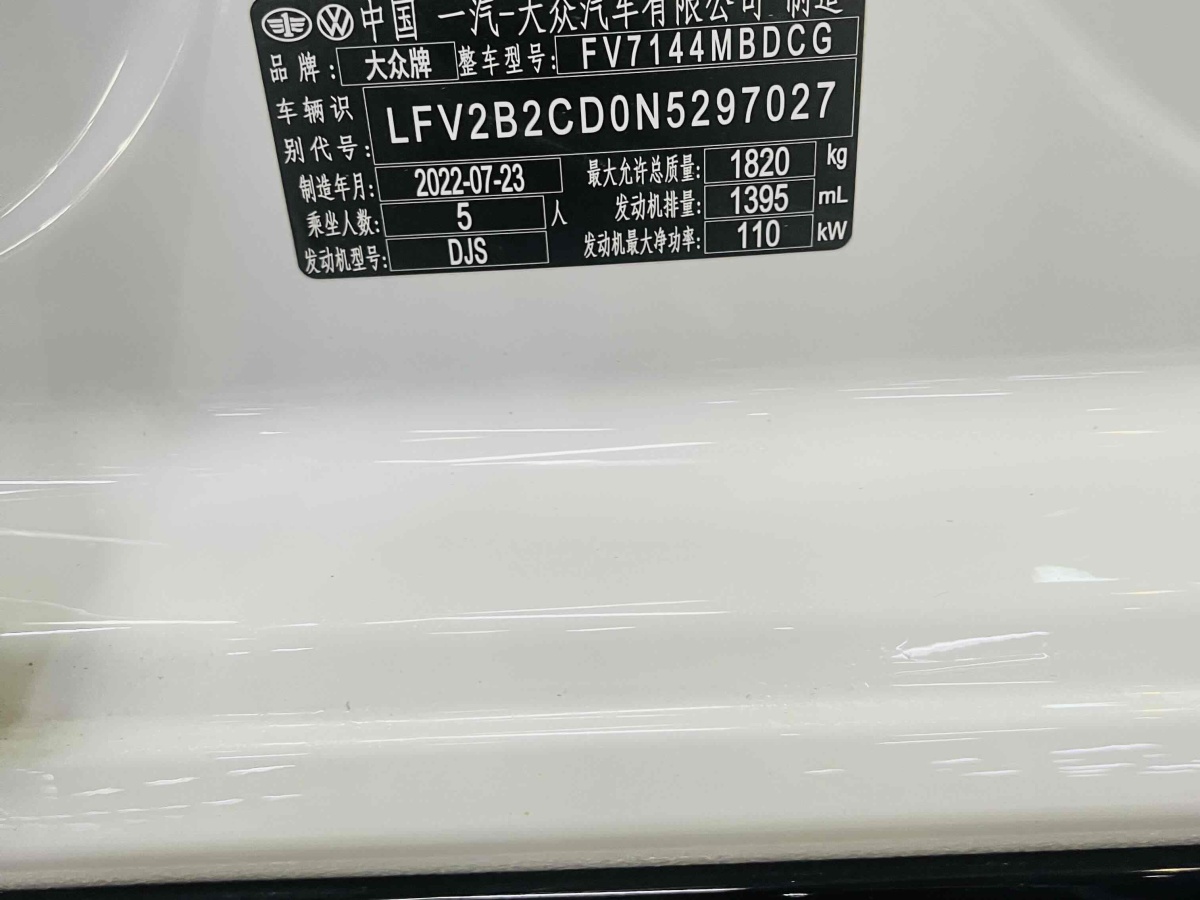 中国 一汽-大众汽车有限公司 制造
品牌: 大众牌 整车型号: FV7144MBDCG
车辆识别代号: LFV2B2CD0N5297027
制造年月: 2022-07-23 最大允许总质量: 1820 kg
乘坐人数: 5 人 发动机排量: 1395 mL
发动机型号: DJS 发动机最大净功率: 110 kW